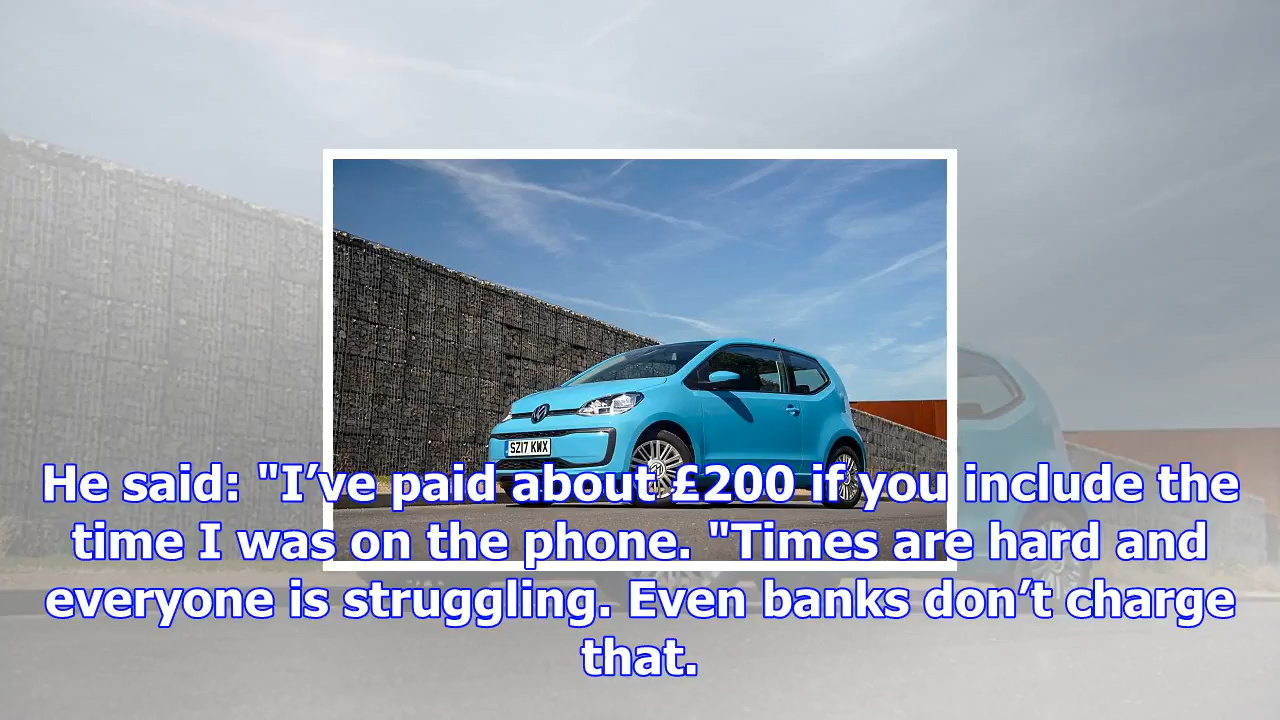 SZ17 KWX
He said: "I’ve paid about £200 if you include the
time I was on the phone. "Times are hard and
everyone is struggling. Even banks don’t charge
that.